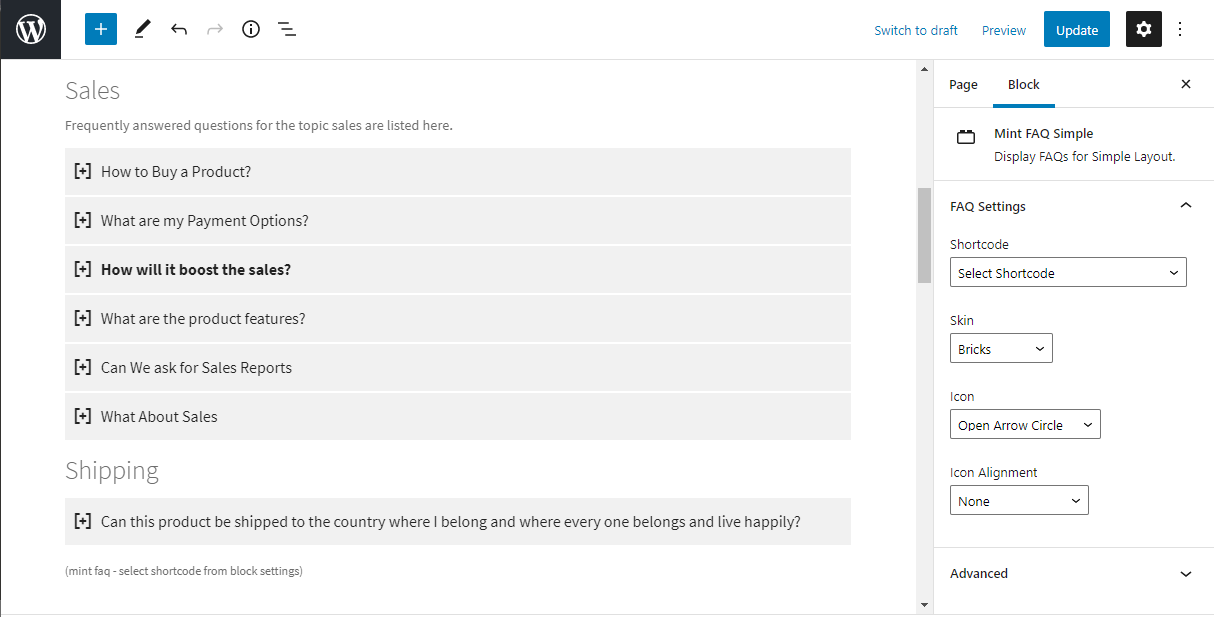 Switch to draft
Preview
Update
Sales
Frequently answered questions for the topic sales are listed here.
[+] How to Buy a Product?
[+] What are my Payment Options?
[+] How will it boost the sales?
[+] What are the product features?
[+] Can We ask for Sales Reports
[+] What About Sales
Shipping
[+] Can this product be shipped to the country where I belong and where every one belongs and live happily?
(mint faq - select shortcode from block settings)
Page
Block
Mint FAQ Simple
Display FAQs for Simple Layout.
FAQ Settings
Shortcode
Select Shortcode
Skin
Bricks
Icon
Open Arrow Circle
Icon Alignment
None
Advanced